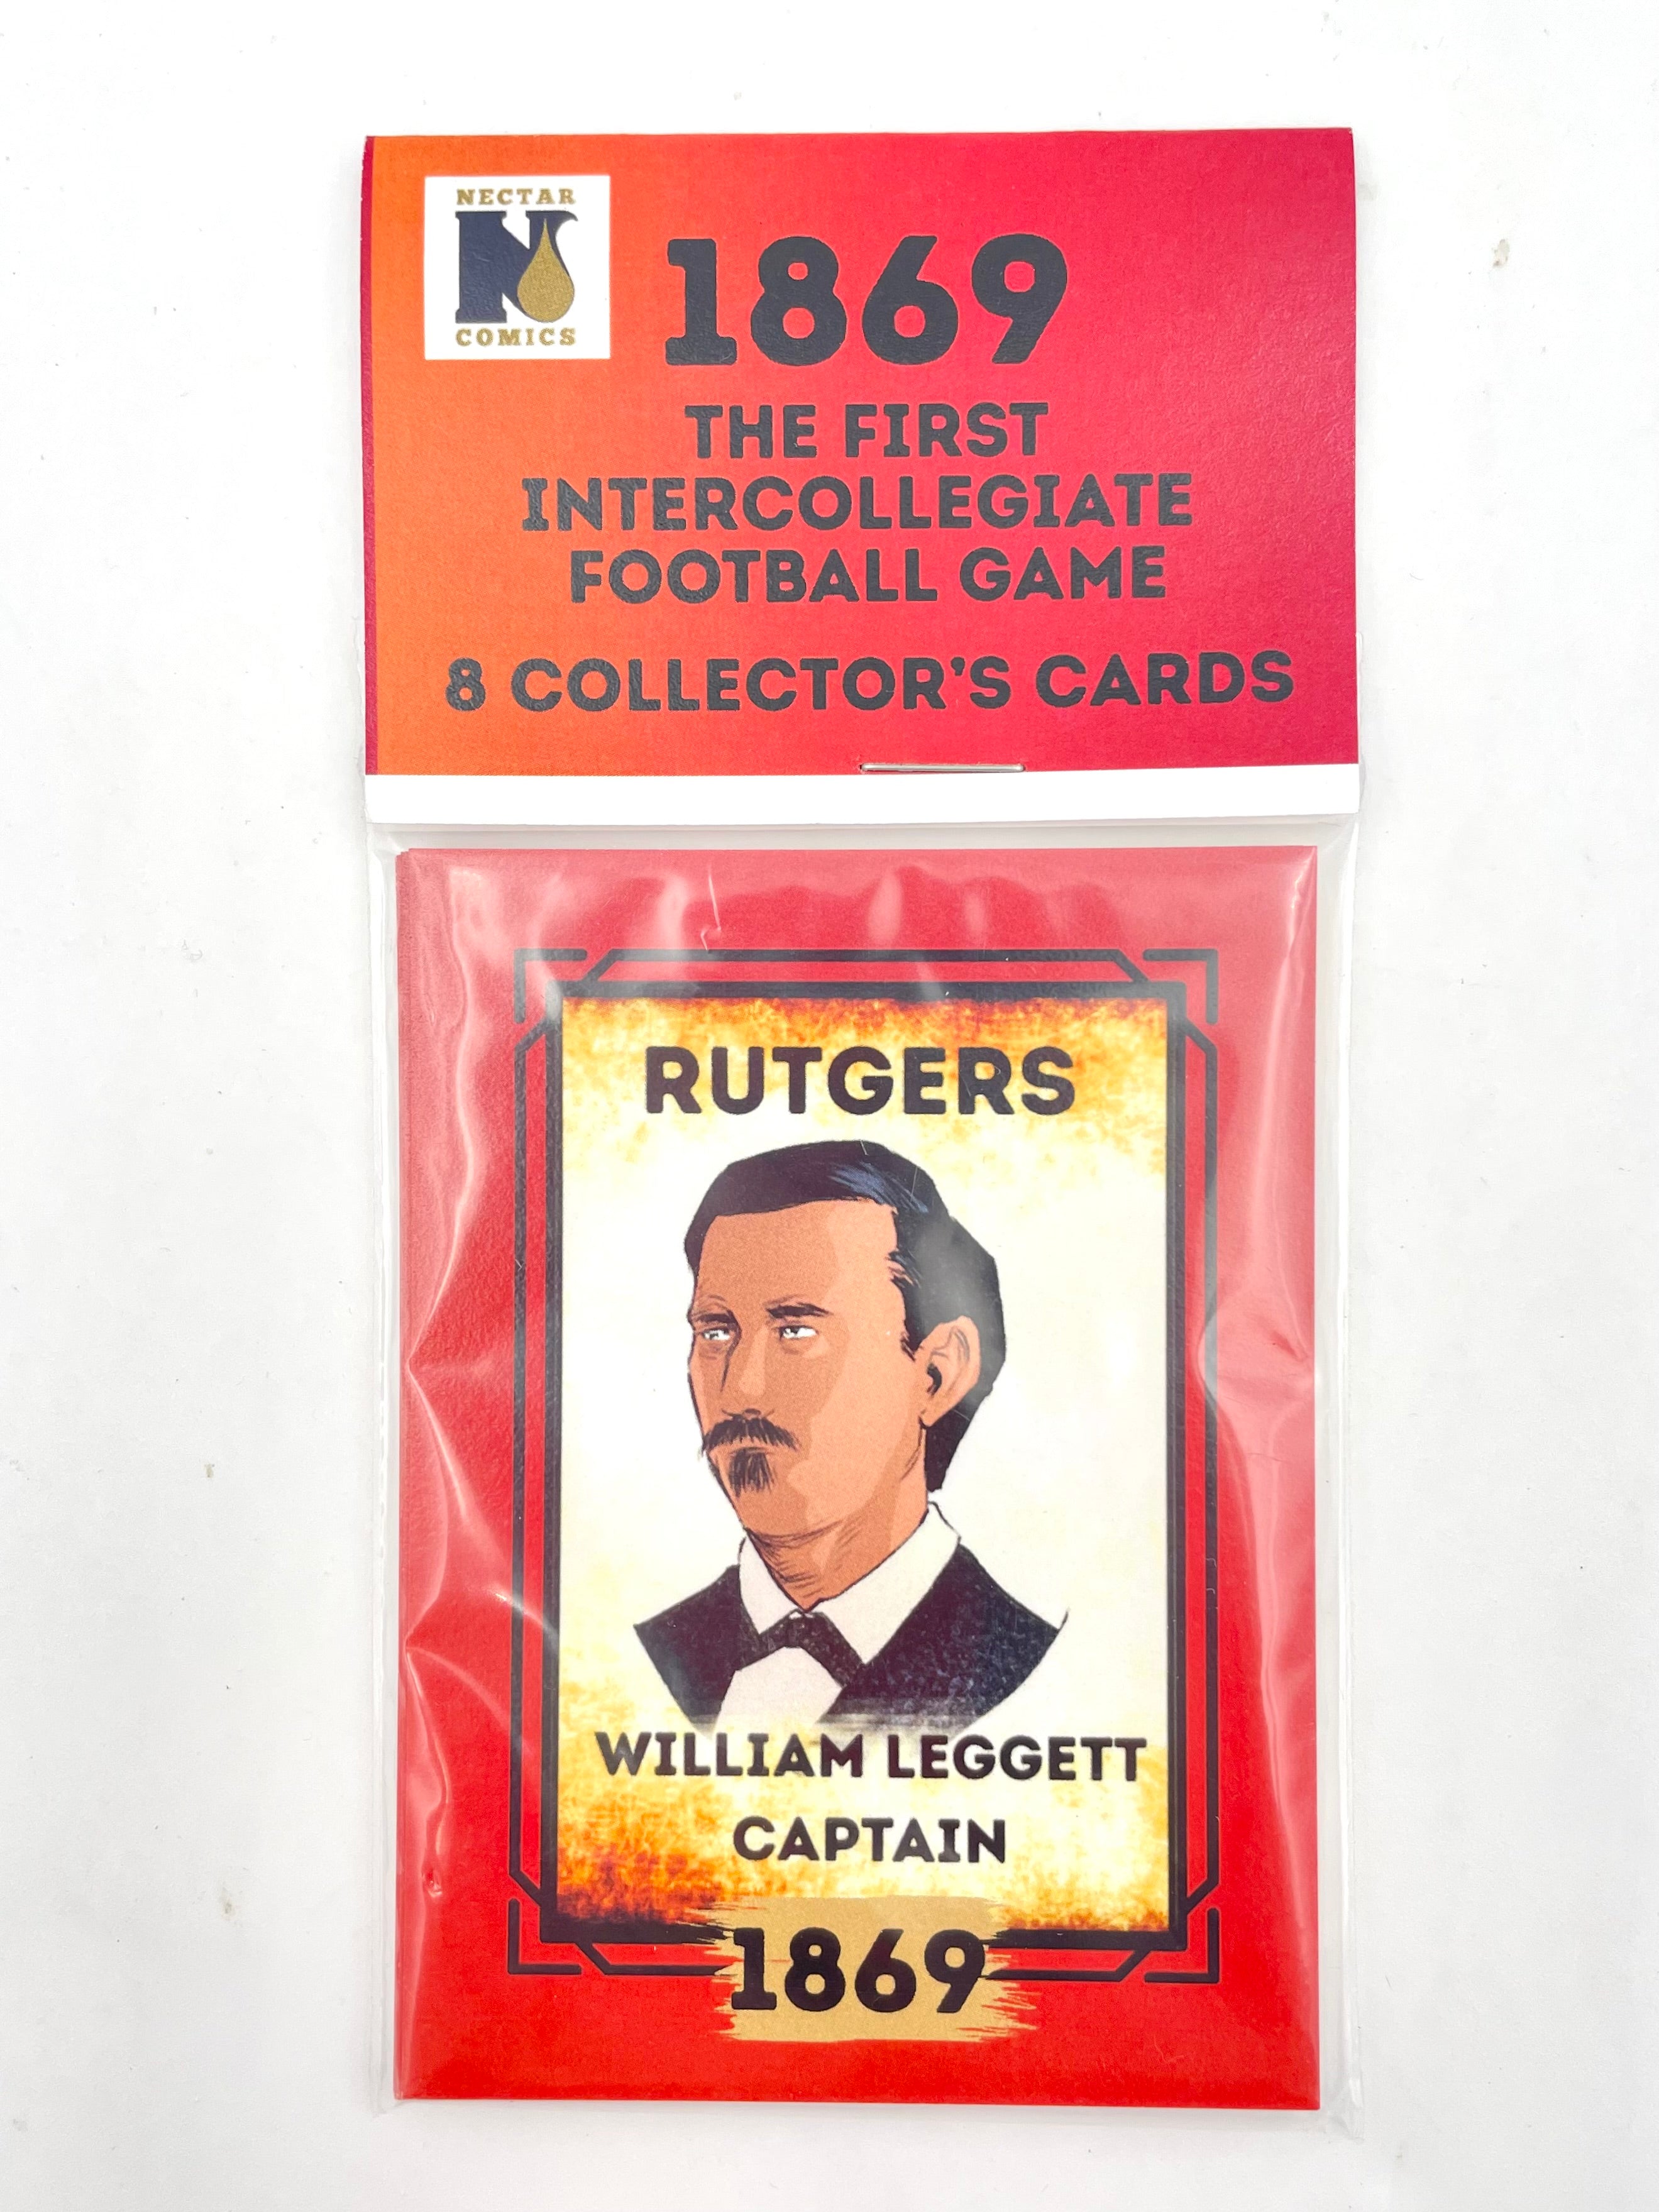 NECTAR
N
COMICS
1869
THE FIRST
INTERCOLLEGIATE
FOOTBALL GAME
8 COLLECTOR'S CARDS
RUTGERS
WILLIAM LEGGETT
CAPTAIN
1869